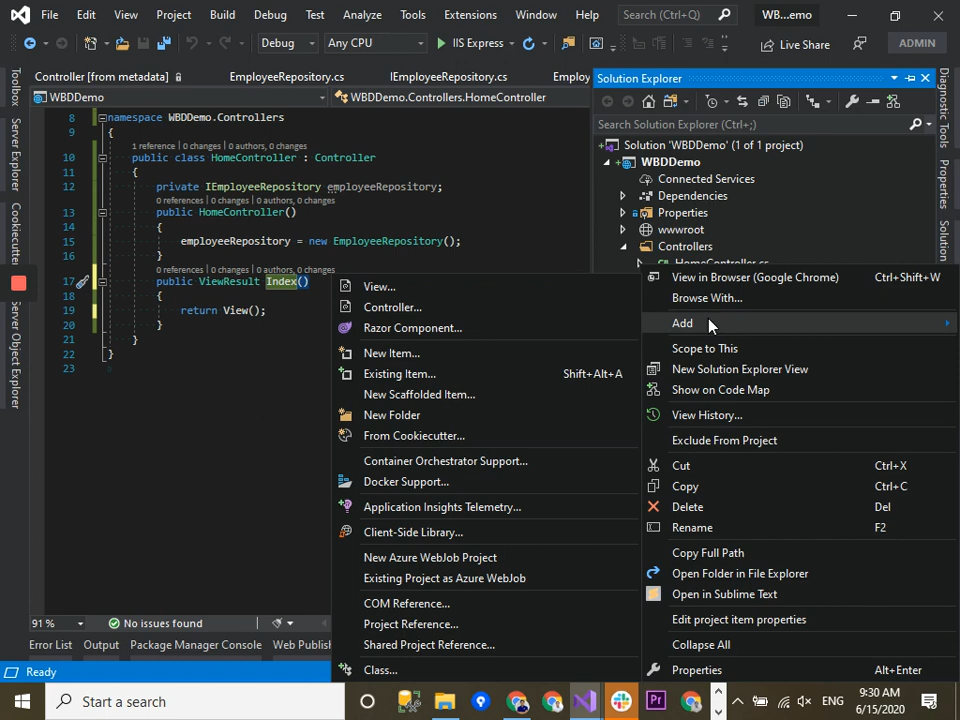 File Edit View Project Build Debug Test Analyze Tools Extensions Window Help Search (Ctrl+Q) WB...emo
Debug Any CPU IIS Express Live Share ADMIN
Controller [from metadata] EmployeeRepository.cs IEmployeeRepository.cs Employ
WBDDemo WBDDemo.Controllers.HomeController
8 namespace WBDDemo.Controllers
9 {
1 reference | 0 changes | 0 authors, 0 changes
10 public class HomeController : Controller
11 {
12 private IEmployeeRepository employeeRepository;
0 references | 0 changes | 0 authors, 0 changes
13 public HomeController()
14 {
15 employeeRepository = new EmployeeRepository();
16 }
0 references | 0 changes | 0 authors, 0 changes
17 public ViewResult Index()
18 {
19 return View();
20 }
21 }
22 }
23
Toolbox
Server Explorer
Cookiecutter
Server Object Explorer
Solution Explorer
Search Solution Explorer (Ctrl+;)
Solution 'WBDDemo' (1 of 1 project)
WBDDemo
Connected Services
Dependencies
Properties
wwwroot
Controllers
HomeController.cs
Diagnostic Tools
Properties
Solution
View...
Controller...
Razor Component...
New Item...
Existing Item... Shift+Alt+A
New Scaffolded Item...
New Folder
From Cookiecutter...
Container Orchestrator Support...
Docker Support...
Application Insights Telemetry...
Client-Side Library...
New Azure WebJob Project
Existing Project as Azure WebJob
COM Reference...
Project Reference...
Shared Project Reference...
Class...
View in Browser (Google Chrome) Ctrl+Shift+W
Browse With...
Add
Scope to This
New Solution Explorer View
Show on Code Map
View History...
Exclude From Project
Cut Ctrl+X
Copy Ctrl+C
Delete Del
Rename F2
Copy Full Path
Open Folder in File Explorer
Open in Sublime Text
Edit project item properties
Collapse All
Properties Alt+Enter
91 % No issues found
Error List Output Package Manager Console Web Publish
Ready
Start a search Pr ENG 9:30 AM
6/15/2020